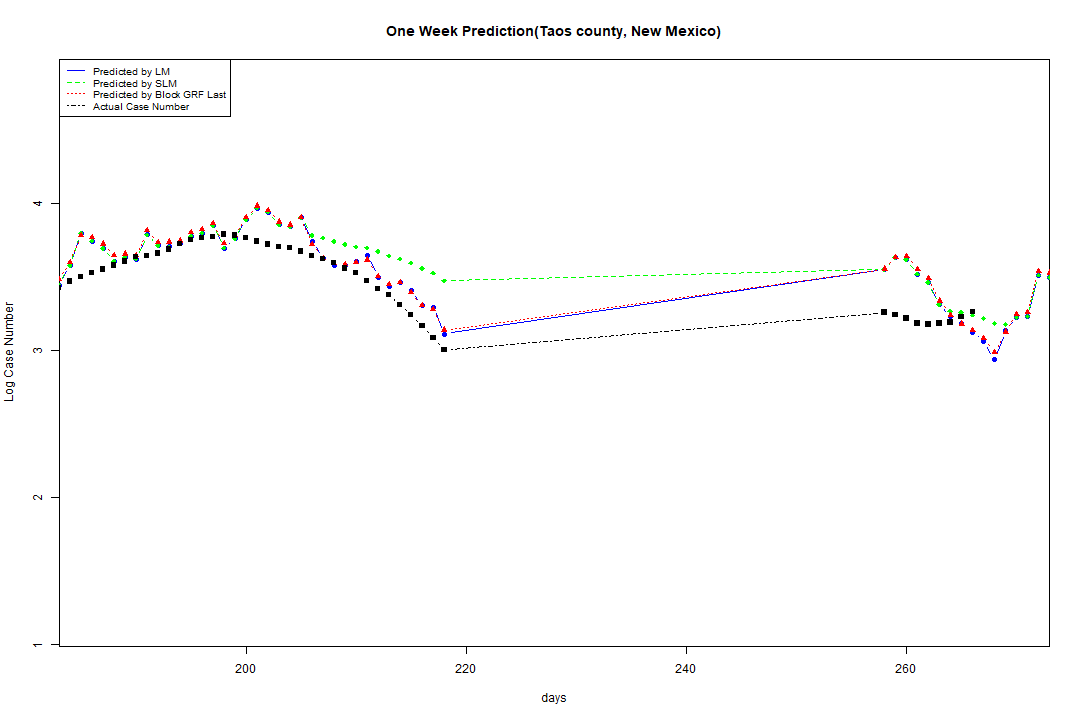 One Week Prediction(Taos county, New Mexico)
Predicted by LM
Predicted by SLM
Predicted by Block GRF Last
Actual Case Number
4
3
2
1
Log Case Number
200 220 240 260
days